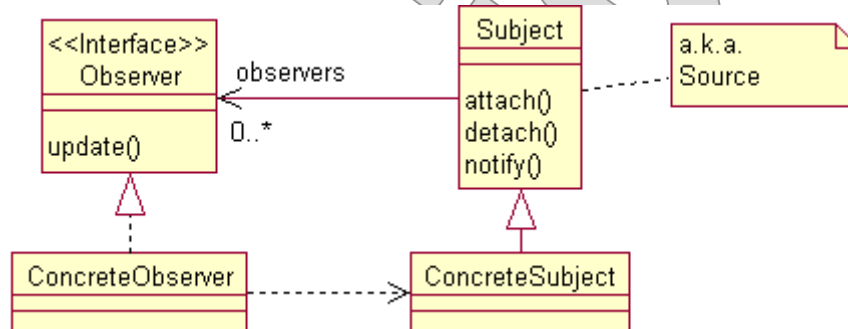 <<Interface>>
Observer
update()
observers
0..*
Subject
attach()
detach()
notify()
a.k.a.
Source
ConcreteObserver
ConcreteSubject